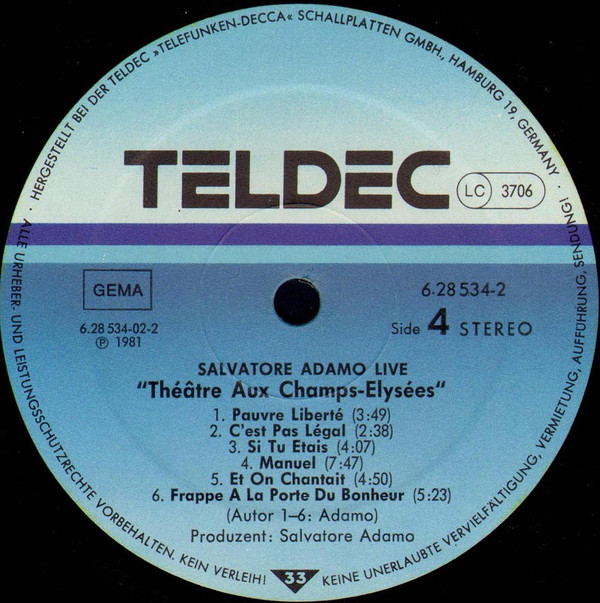 · HERGESTELLT BEI DER TELDEC »TELEFUNKEN-DECCA« SCHALLPLATTEN GMBH., HAMBURG 19, GERMANY ·
TELDEC
LC 3706
GEMA
6.28 534-02-2
℗ 1981
6.28 534-2
Side 4 STEREO
SALVATORE ADAMO LIVE
“Théâtre Aux Champs-Elysées“
1. Pauvre Liberté (3:49)
2. C'est Pas Légal (2:38)
3. Si Tu Etais (4:07)
4. Manuel (7:47)
5. Et On Chantait (4:50)
6. Frappe A La Porte Du Bonheur (5:23)
(Autor 1–6: Adamo)
Produzent: Salvatore Adamo
ALLE URHEBER- UND LEISTUNGSSCHUTZRECHTE VORBEHALTEN. KEIN VERLEIH!
33
KEINE UNERLAUBTE VERVIELFÄLTIGUNG, VERMIETUNG, AUFFÜHRUNG, SENDUNG!